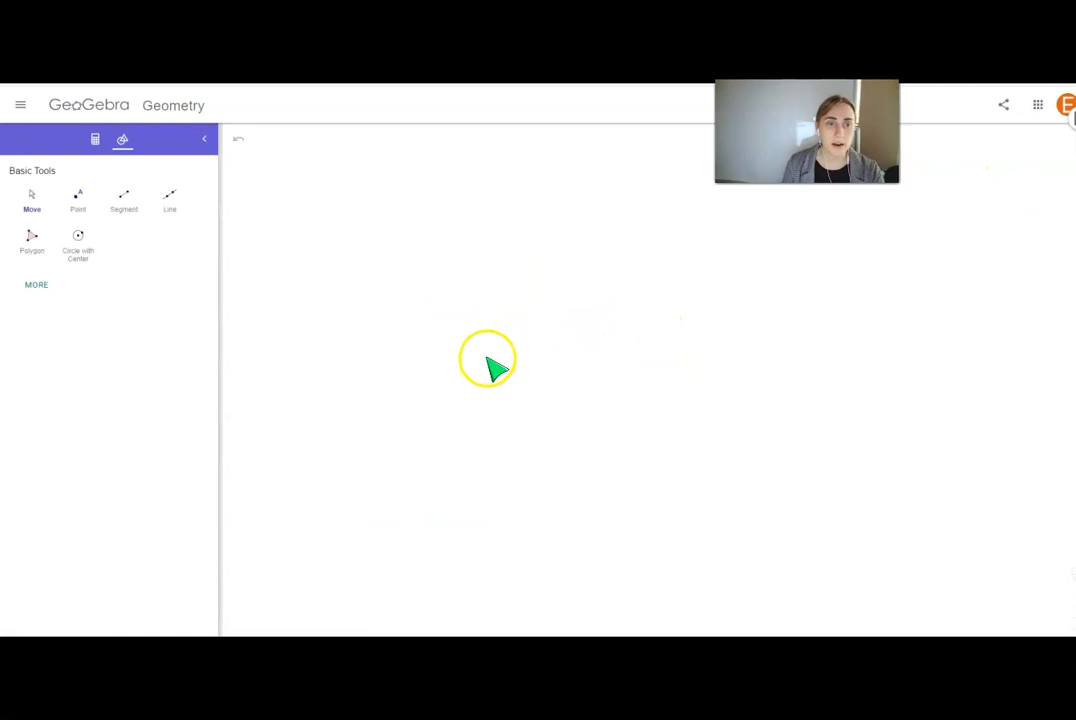 GeoGebra Geometry
E
Basic Tools
Move Point Segment Line
A
Polygon Circle with Center
MORE